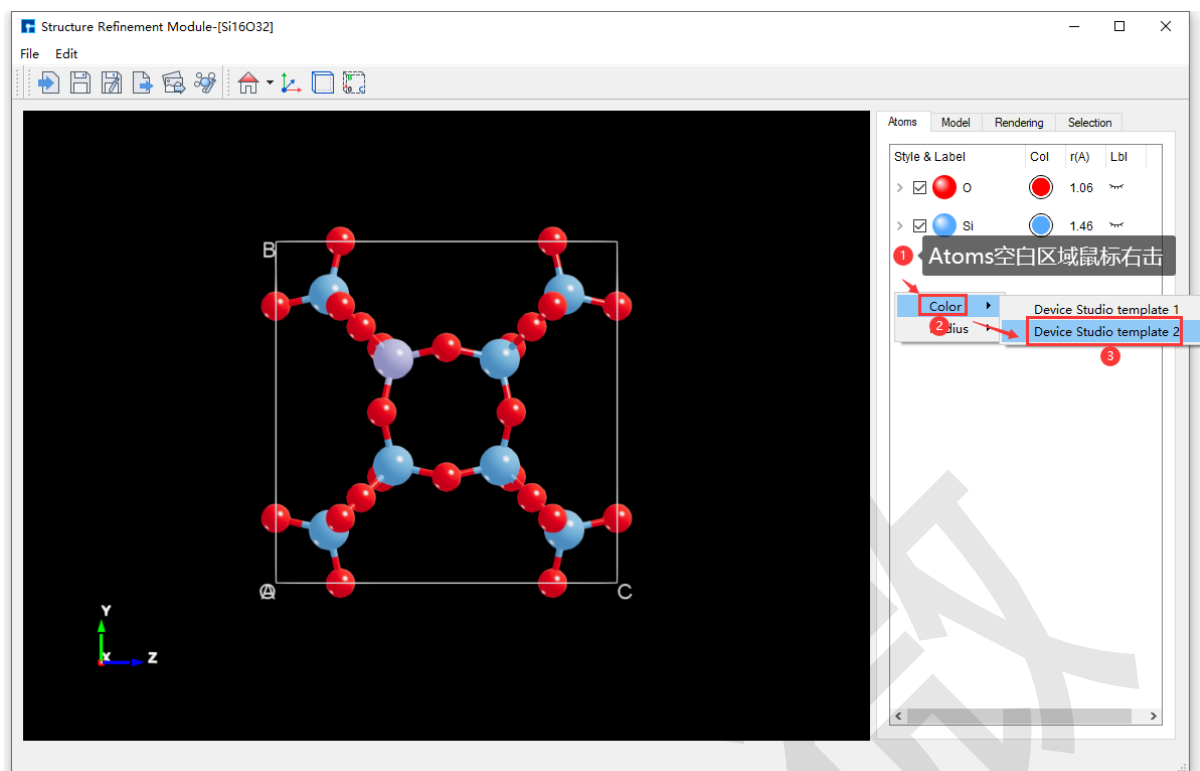 Structure Refinement Module-[Si16O32]
File Edit
Atoms Model Rendering Selection
Style & Label Col r(A) Lbl
O 1.06
Si 1.46
1 Atoms空白区域鼠标右击
Color
Device Studio template 1
2 dius
Device Studio template 2
3
B
A C
Y
X Z